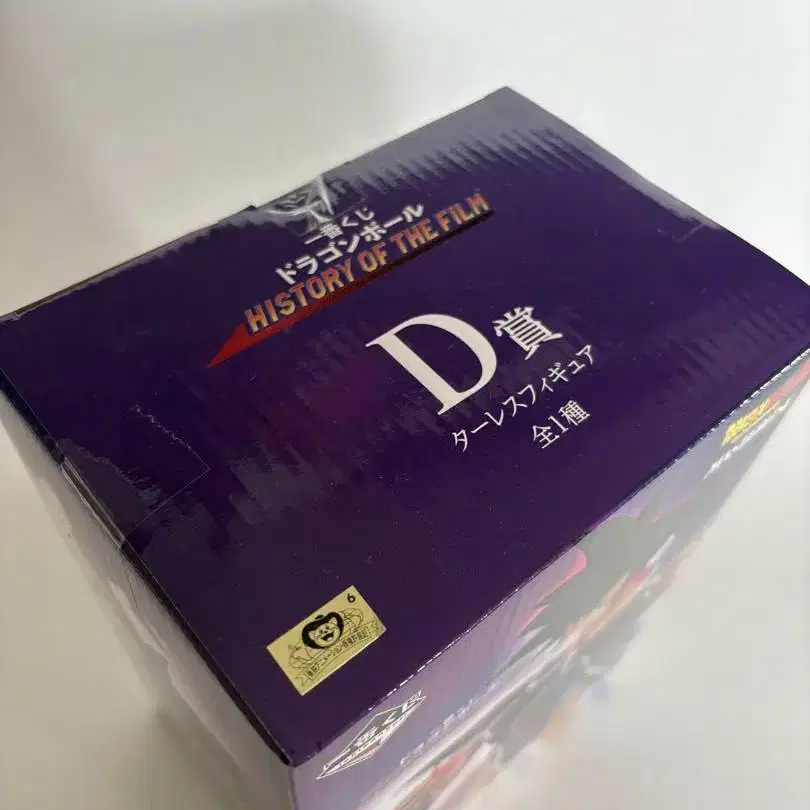 一番くじ
ドラゴンボール
HISTORY OF THE FILM
D賞
ターレスフィギュア
全1種
6